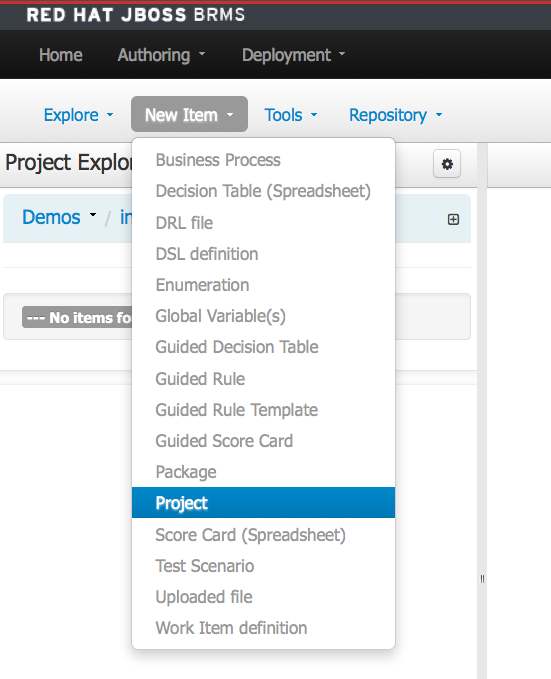 RED HAT JBOSS BRMS
Home Authoring Deployment
Explore New Item Tools Repository
Project Explor
Demos / in
--- No items fo
Business Process
Decision Table (Spreadsheet)
DRL file
DSL definition
Enumeration
Global Variable(s)
Guided Decision Table
Guided Rule
Guided Rule Template
Guided Score Card
Package
Project
Score Card (Spreadsheet)
Test Scenario
Uploaded file
Work Item definition